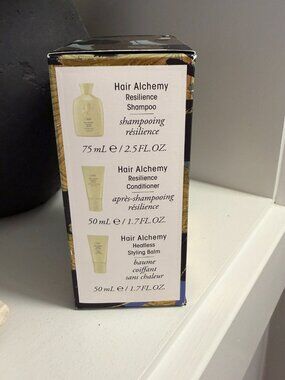 Hair Alchemy
Resilience
Shampoo
shampooing
résilience
75 mL ℮ / 2.5 FL.OZ.
Hair Alchemy
Resilience
Conditioner
après-shampooing
résilience
50 mL ℮ / 1.7 FL.OZ.
Hair Alchemy
Heatless
Styling Balm
baume
coiffant
sans chaleur
50 mL ℮ / 1.7 FL.OZ.